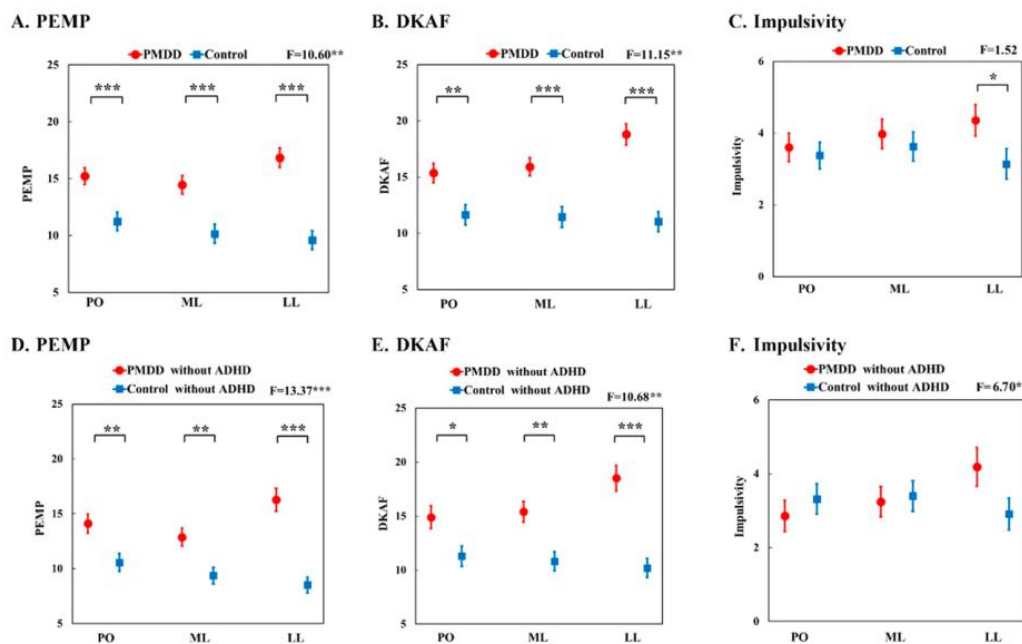 A. PEMP
PMDD Control F=10.60**
25
20
15
10
5
PEMP
*** *** ***
PO ML LL
B. DKAF
PMDD Control F=11.15**
25
20
15
10
5
DKAF
** *** ***
PO ML LL
C. Impulsivity
PMDD Control F=1.52
6
4
2
0
Impulsivity
*
PO ML LL
D. PEMP
PMDD without ADHD
Control without ADHD F=13.37***
25
20
15
10
5
PEMP
** ** ***
PO ML LL
E. DKAF
PMDD without ADHD
Control without ADHD
F=10.68**
25
20
15
10
5
DKAF
* ** ***
PO ML LL
F. Impulsivity
PMDD without ADHD
Control without ADHD F=6.70*
6
4
2
0
Impulsivity
PO ML LL